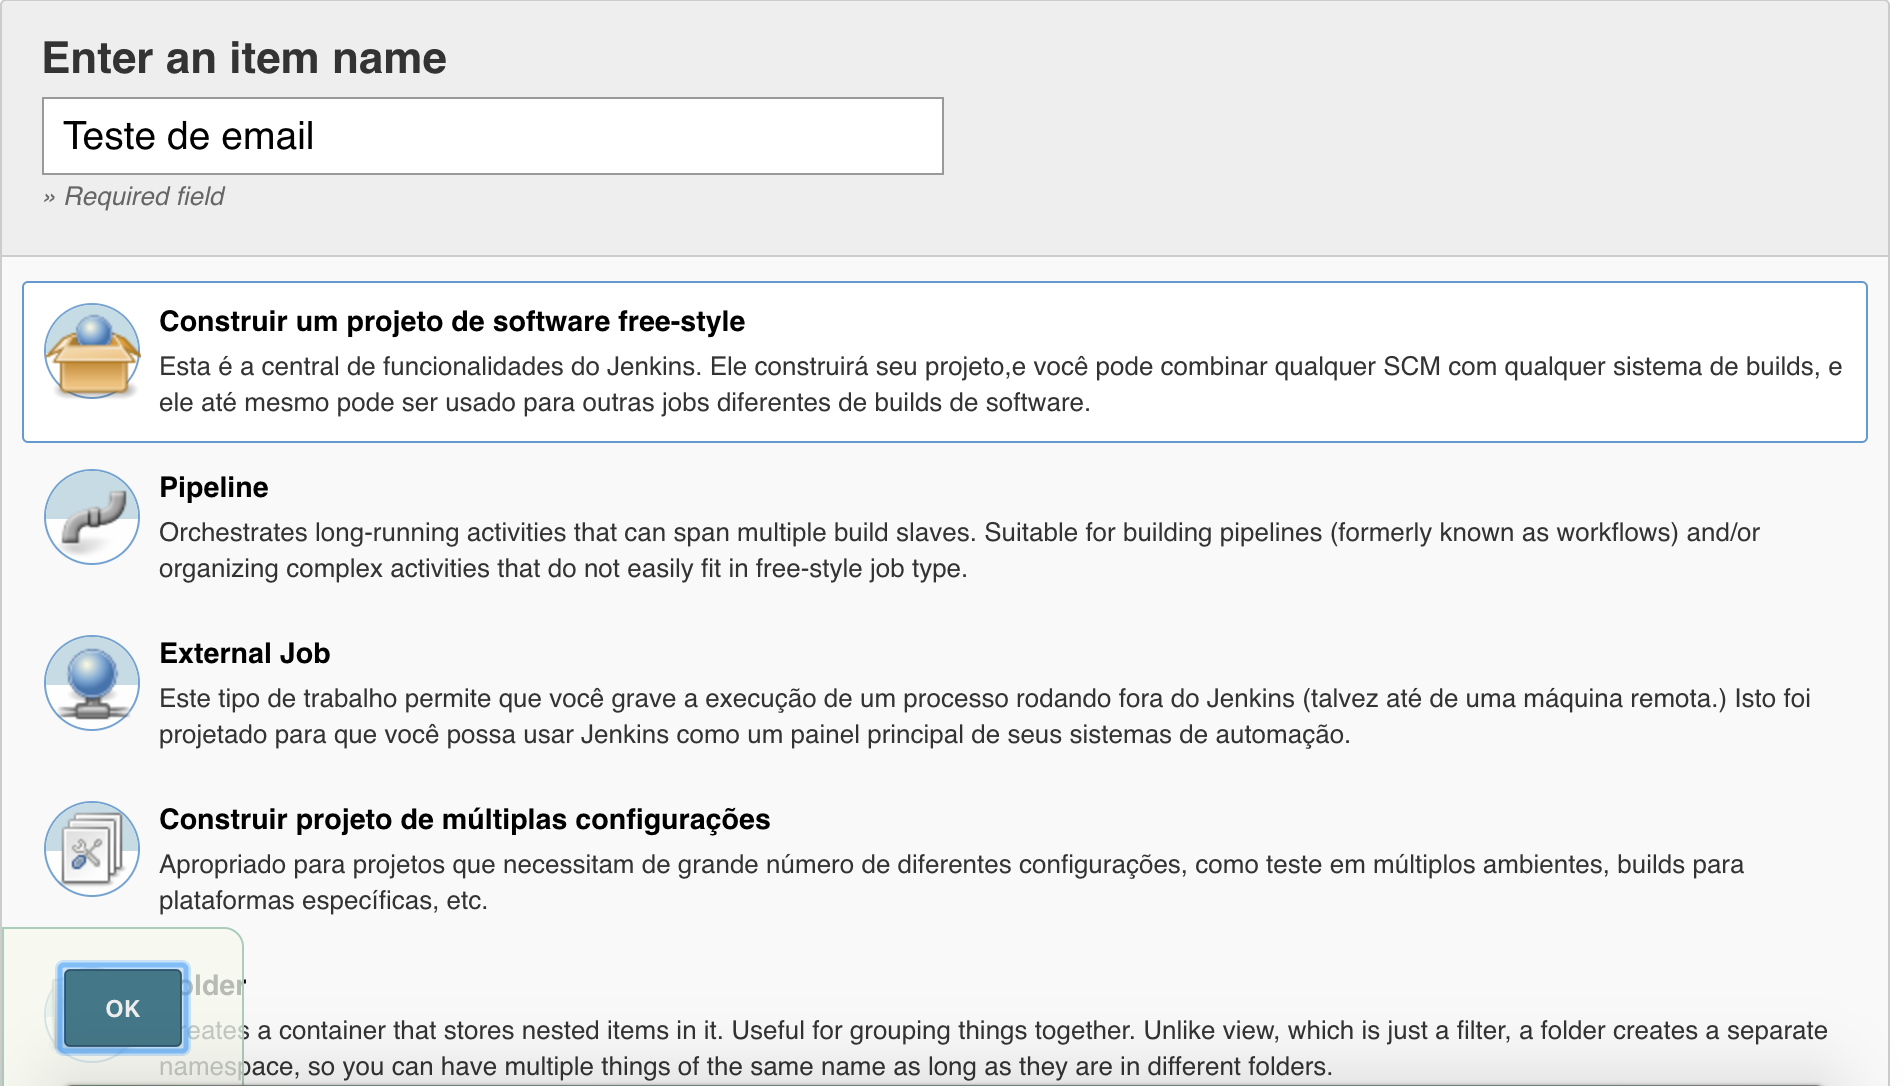 Enter an item name
Teste de email
» Required field
Construir um projeto de software free-style
Esta é a central de funcionalidades do Jenkins. Ele construirá seu projeto,e você pode combinar qualquer SCM com qualquer sistema de builds, e
ele até mesmo pode ser usado para outras jobs diferentes de builds de software.
Pipeline
Orchestrates long-running activities that can span multiple build slaves. Suitable for building pipelines (formerly known as workflows) and/or
organizing complex activities that do not easily fit in free-style job type.
External Job
Este tipo de trabalho permite que você grave a execução de um processo rodando fora do Jenkins (talvez até de uma máquina remota.) Isto foi
projetado para que você possa usar Jenkins como um painel principal de seus sistemas de automação.
Construir projeto de múltiplas configurações
Apropriado para projetos que necessitam de grande número de diferentes configurações, como teste em múltiplos ambientes, builds para
plataformas específicas, etc.
older
OK
reates a container that stores nested items in it. Useful for grouping things together. Unlike view, which is just a filter, a folder creates a separate
namespace, so you can have multiple things of the same name as long as they are in different folders.